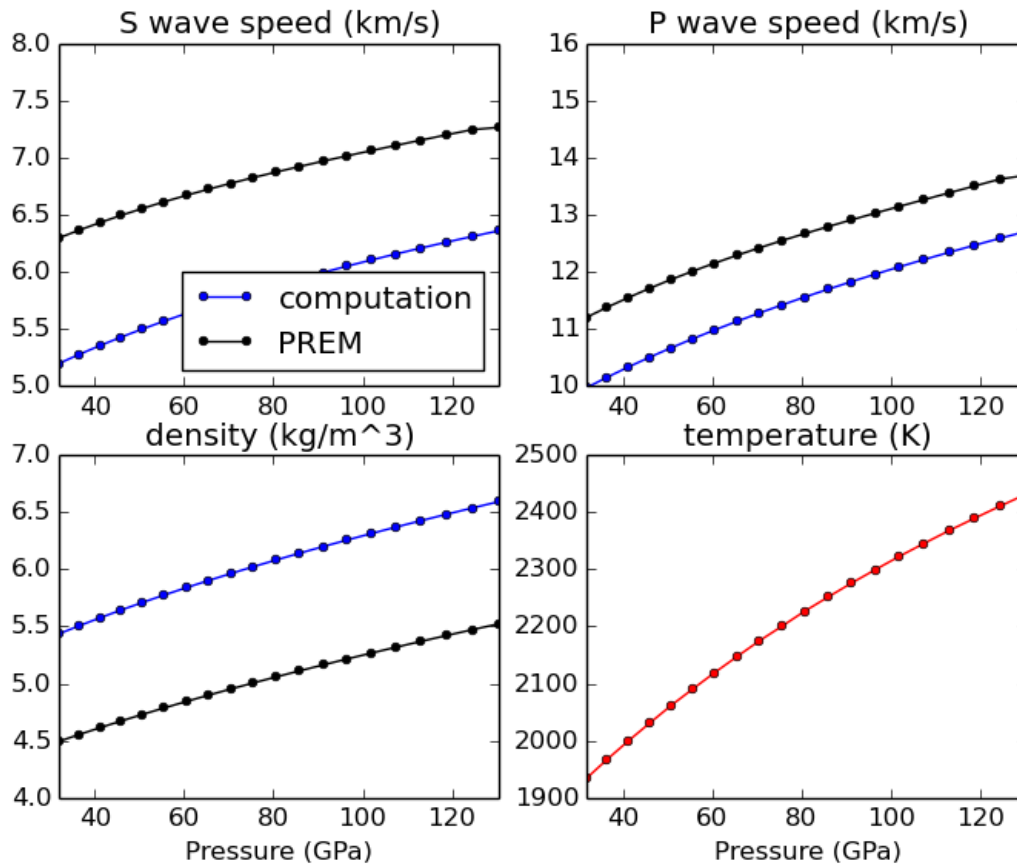 S wave speed (km/s)
P wave speed (km/s)
8.0
7.5
7.0
6.5
6.0
5.5
5.0
40 60 80 100 120
computation
PREM
16
15
14
13
12
11
10
40 60 80 100 120
density (kg/m^3)
temperature (K)
7.0
6.5
6.0
5.5
5.0
4.5
4.0
40 60 80 100 120
Pressure (GPa)
2500
2400
2300
2200
2100
2000
1900
40 60 80 100 120
Pressure (GPa)